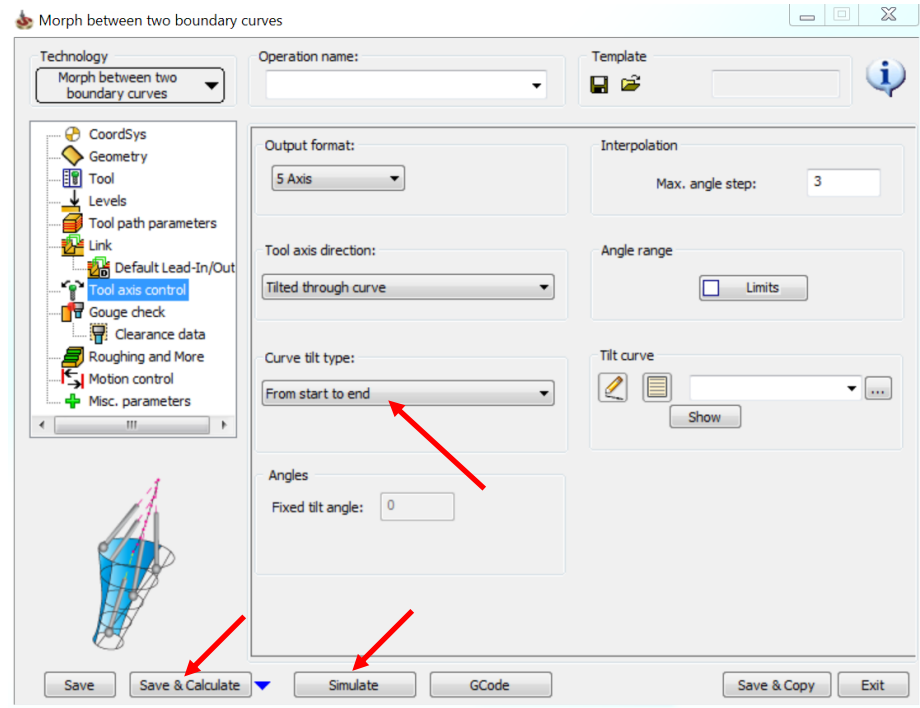 Morph between two boundary curves
Technology
Morph between two
boundary curves
Operation name:
Template
CoordSys
Geometry
Tool
Levels
Tool path parameters
Link
Default Lead-In/Out
Tool axis control
Gouge check
Clearance data
Roughing and More
Motion control
Misc. parameters
Output format:
5 Axis
Interpolation
Max. angle step:
3
Tool axis direction:
Tilted through curve
Angle range
Limits
Curve tilt type:
From start to end
Tilt curve
...
Show
Angles
Fixed tilt angle:
0
Save
Save & Calculate
Simulate
GCode
Save & Copy
Exit